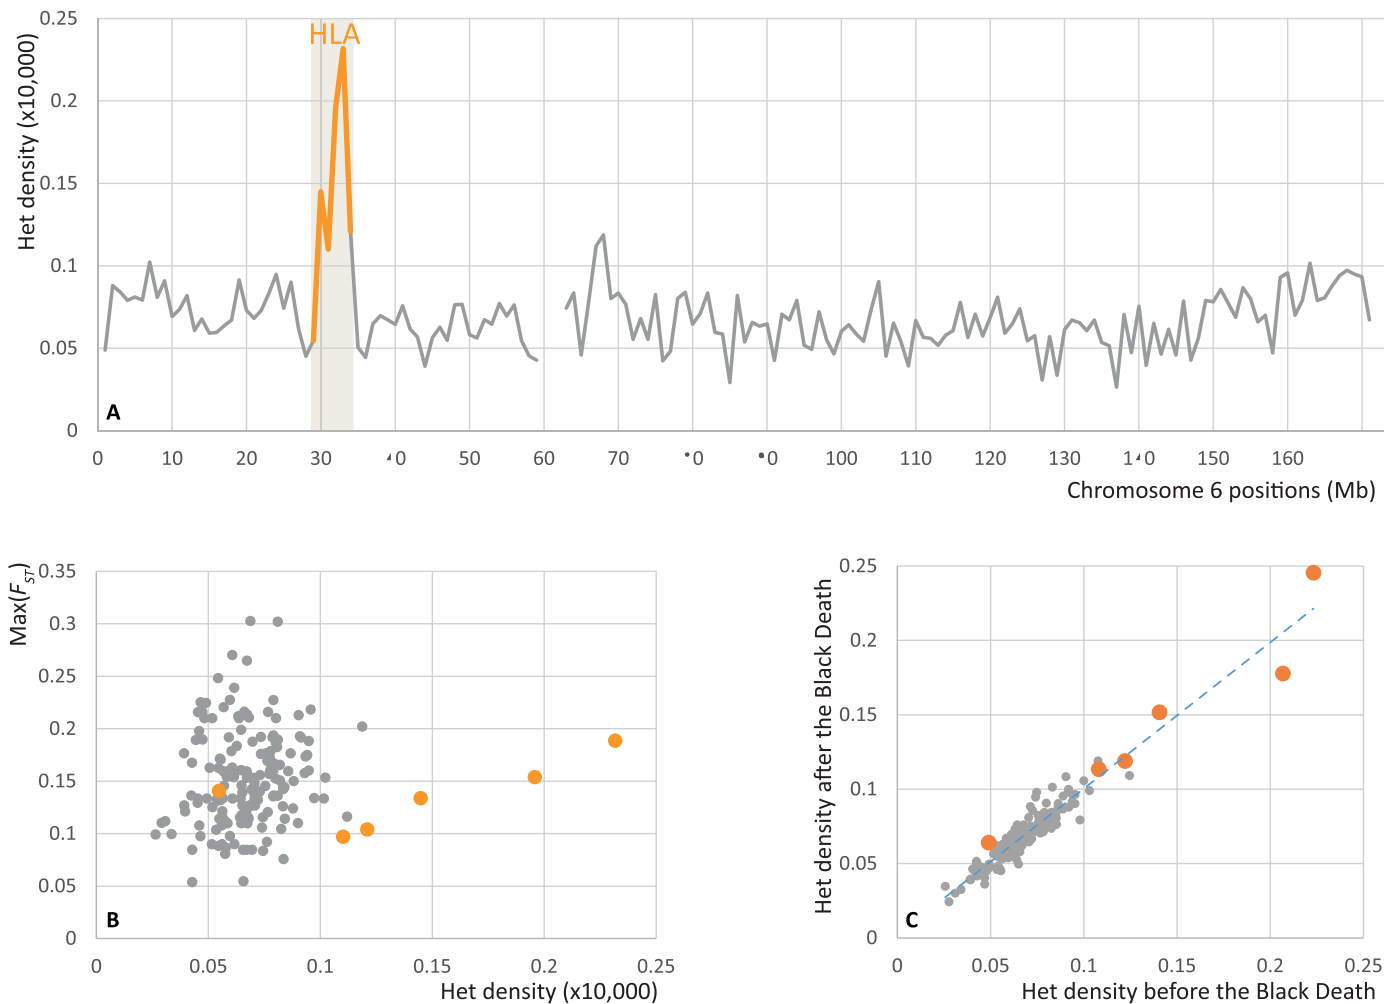 0.25
HLA
0.2
0.15
0.1
0.05
0
Het density (x10,000)
A
0 10 20 30 50 60 70 100 110 120 130 150 160
Chromosome 6 positions (Mb)
0.35
0.3
0.25
0.2
0.15
0.1
0.05
0
Max(FST)
B
0 0.05 0.1 0.15 0.2 0.25
Het density (x10,000)
0.25
0.2
0.15
0.1
0.05
0
Het density after the Black Death
C
0 0.05 0.1 0.15 0.2 0.25
Het density before the Black Death